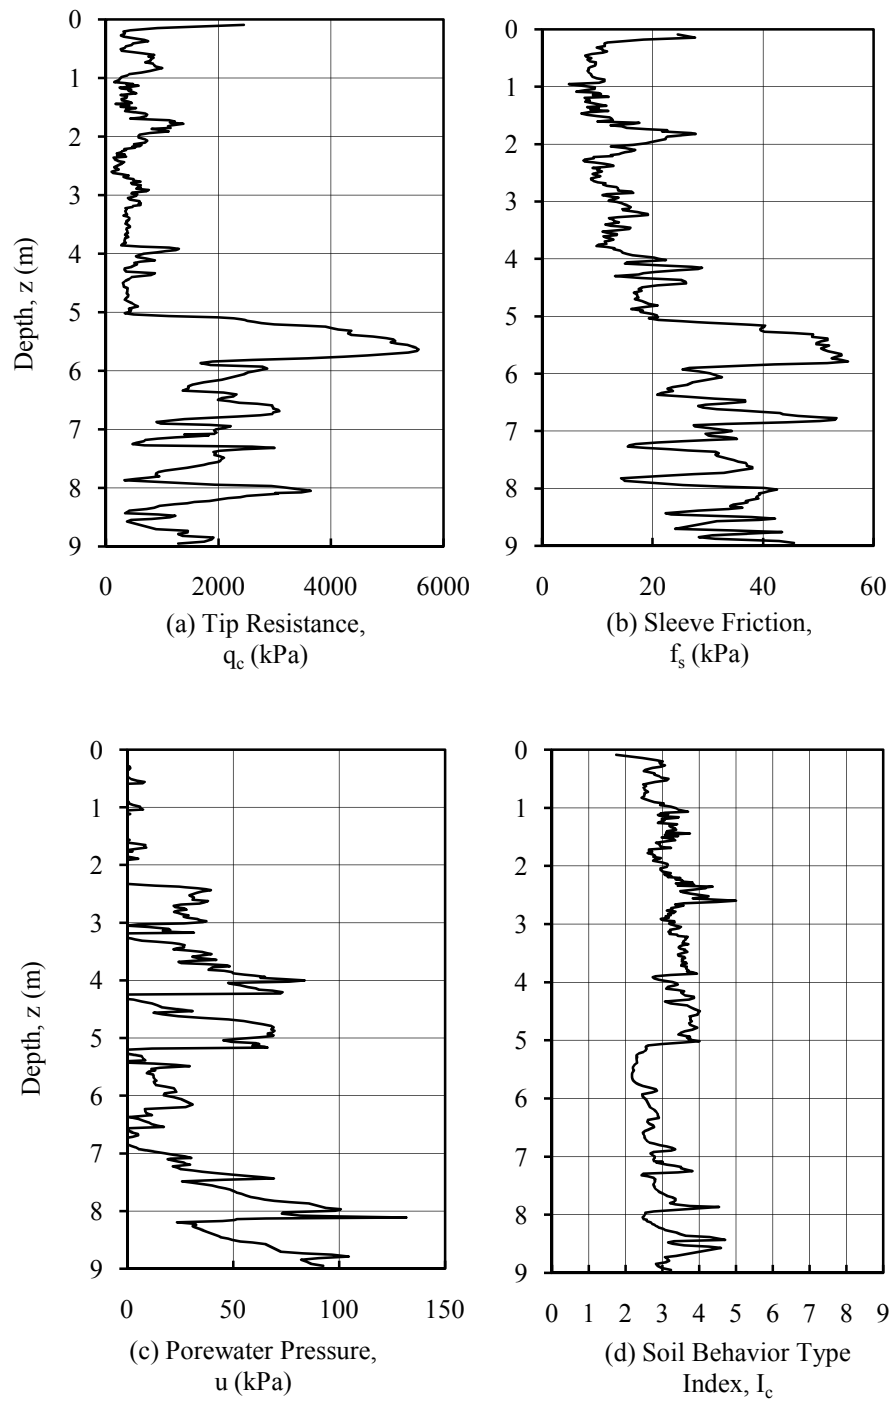 0
1
2
3
4
5
6
7
8
9
Depth, z (m)
0 2000 4000 6000
(a) Tip Resistance,
q_c (kPa)
0
1
2
3
4
5
6
7
8
9
0 20 40 60
(b) Sleeve Friction,
f_s (kPa)
0
1
2
3
4
5
6
7
8
9
Depth, z (m)
0 50 100 150
(c) Porewater Pressure,
u (kPa)
0
1
2
3
4
5
6
7
8
9
0 1 2 3 4 5 6 7 8 9
(d) Soil Behavior Type
Index, I_c